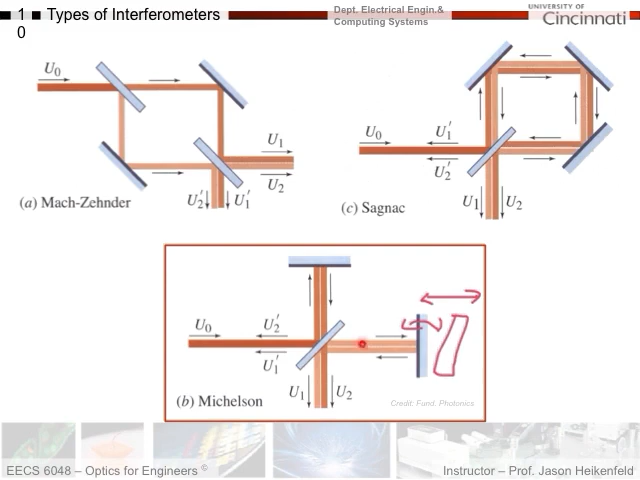 10 ■ Types of Interferometers
Dept. Electrical Engin.&
Computing Systems
UNIVERSITY OF
Cincinnati
U₀
U₁
U₂
U₂′
U₁′
(a) Mach-Zehnder
U₀
U₁′
U₂′
U₁
U₂
(c) Sagnac
U₀
U₂′
U₁′
U₁
U₂
(b) Michelson
Credit: Fund. Photonics
EECS 6048 – Optics for Engineers ©
Instructor – Prof. Jason Heikenfeld